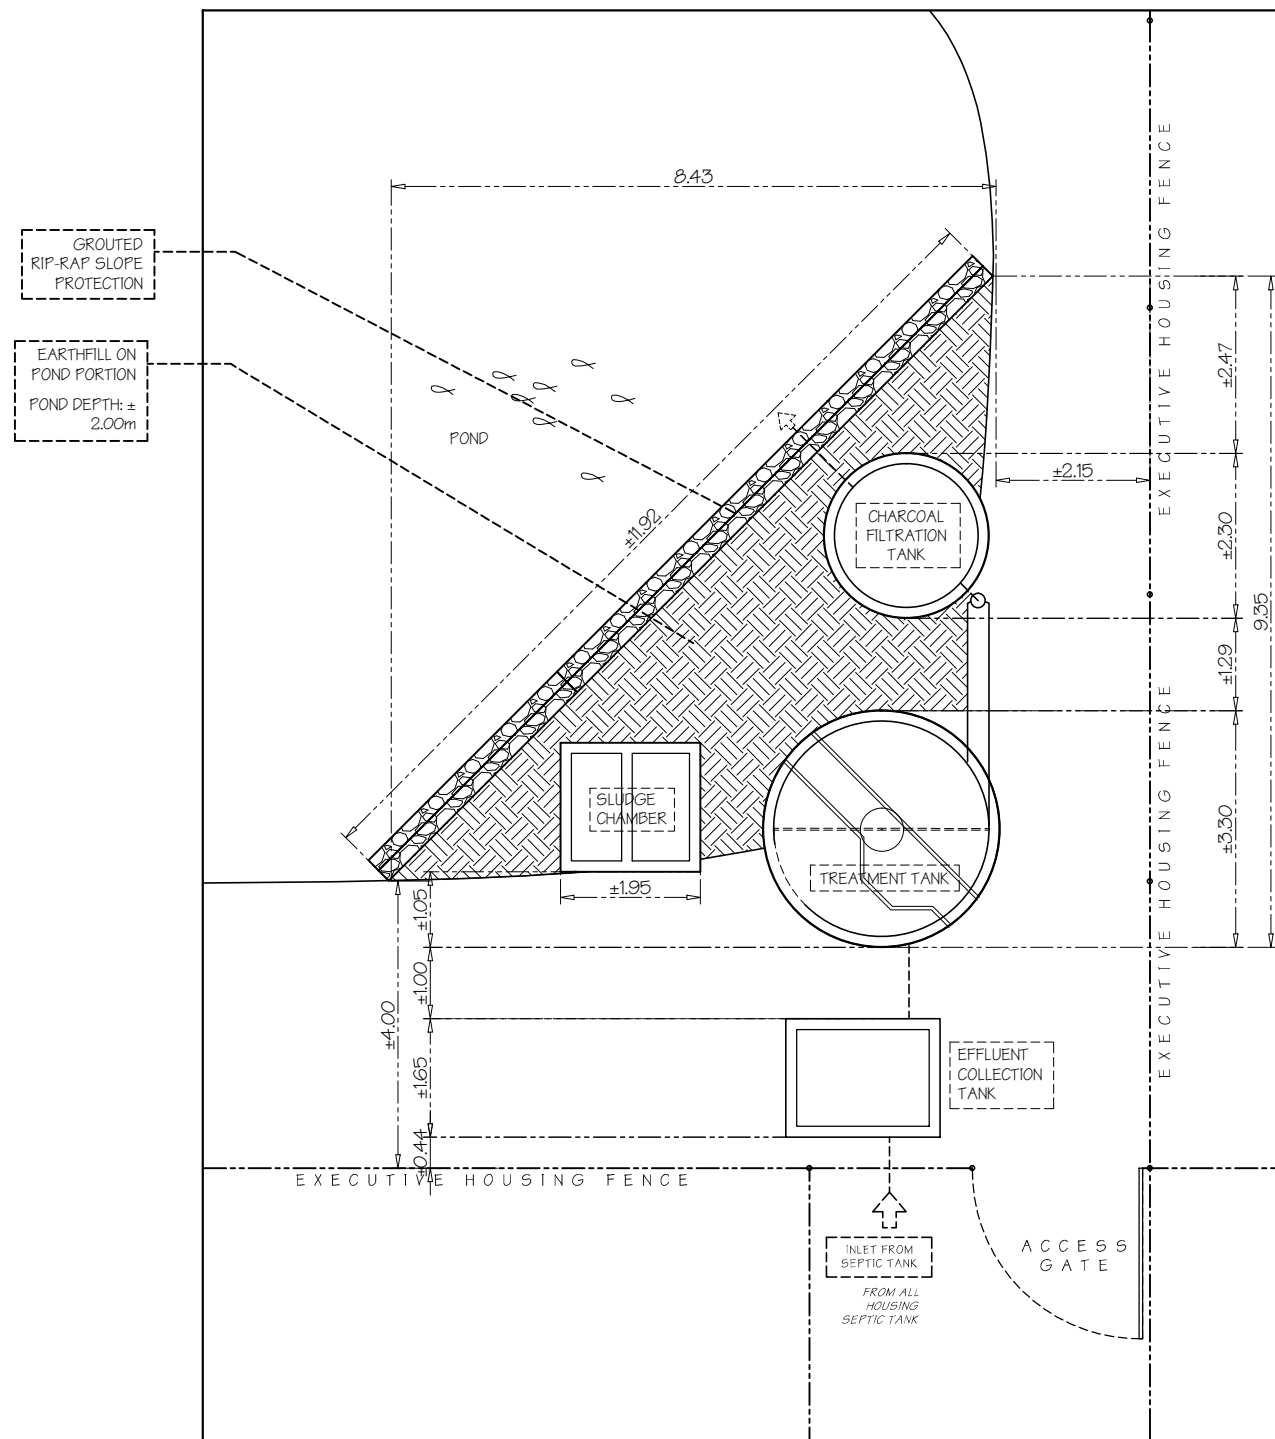 8.43
GROUTED
RIP-RAP SLOPE
PROTECTION
EARTHFILL ON
POND PORTION
POND DEPTH: ±
2.00m
POND
±11.92
CHARCOAL
FILTRATION
TANK
±2.15
EXECUTIVE HOUSING FENCE
±2.47
±2.30
9.35
±1.29
±3.30
EXECUTIVE HOUSING FENCE
SLUDGE
CHAMBER
TREATMENT TANK
±1.95
±1.05
±1.00
±4.00
±1.65
±0.44
EFFLUENT
COLLECTION
TANK
EXECUTIVE HOUSING FENCE
INLET FROM
SEPTIC TANK
FROM ALL
HOUSING
SEPTIC TANK
ACCESS
GATE